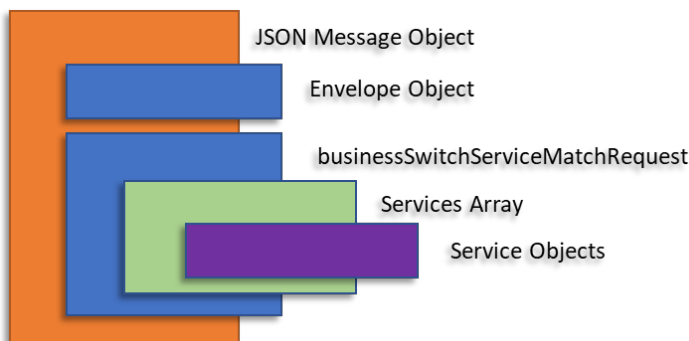 JSON Message Object
Envelope Object
businessSwitchServiceMatchRequest
Services Array
Service Objects